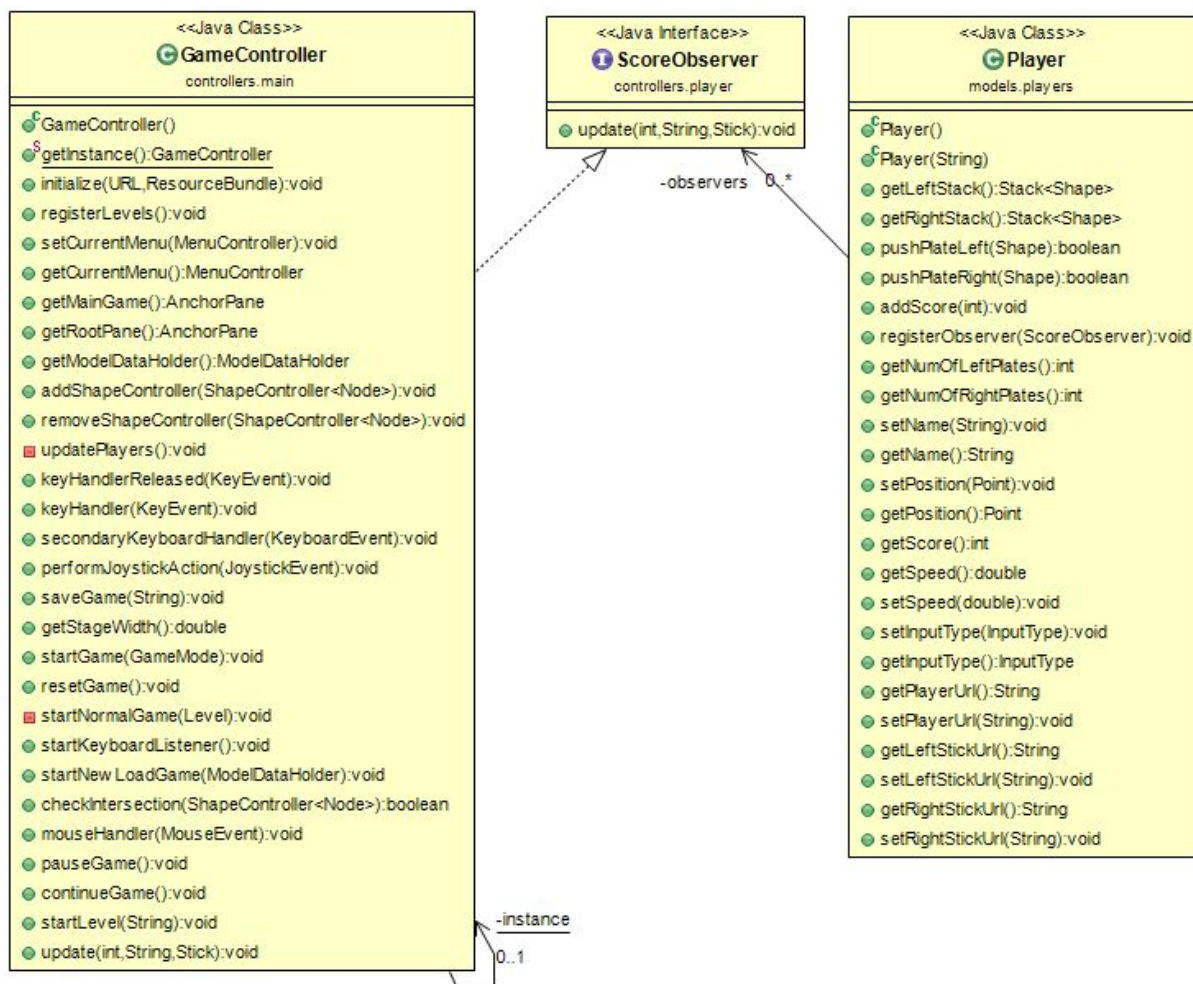 <<Java Class>>
GameController
controllers.main
GameController()
getInstance():GameController
initialize(URL,ResourceBundle):void
registerLevels():void
setCurrentMenu(MenuController):void
getCurrentMenu():MenuController
getMainGame():AnchorPane
getRootPane():AnchorPane
getModelDataHolder():ModelDataHolder
addShapeController(ShapeController<Node>):void
removeShapeController(ShapeController<Node>):void
updatePlayers():void
keyHandlerReleased(KeyEvent):void
keyHandler(KeyEvent):void
secondaryKeyboardHandler(KeyboardEvent):void
performJoystickAction(JoystickEvent):void
saveGame(String):void
getStageWidth():double
startGame(GameMode):void
resetGame():void
startNormalGame(Level):void
startKeyboardListener():void
startNewLoadGame(ModelDataHolder):void
checkIntersection(ShapeController<Node>):boolean
mouseHandler(MouseEvent):void
pauseGame():void
continueGame():void
startLevel(String):void
update(int,String,Stick):void
-instance
0..1
<<Java Interface>>
I ScoreObserver
controllers.player
update(int,String,Stick):void
-observers 0..*
<<Java Class>>
Player
models.players
Player()
Player(String)
getLeftStack():Stack<Shape>
getRightStack():Stack<Shape>
pushPlateLeft(Shape):boolean
pushPlateRight(Shape):boolean
addScore(int):void
registerObserver(ScoreObserver):void
getNumOfLeftPlates():int
getNumOfRightPlates():int
setName(String):void
getName():String
setPosition(Point):void
getPosition():Point
getScore():int
getSpeed():double
setSpeed(double):void
setInputType(InputType):void
getInputType():InputType
getPlayerUrl():String
setPlayerUrl(String):void
getLeftStickUrl():String
setLeftStickUrl(String):void
getRightStickUrl():String
setRightStickUrl(String):void